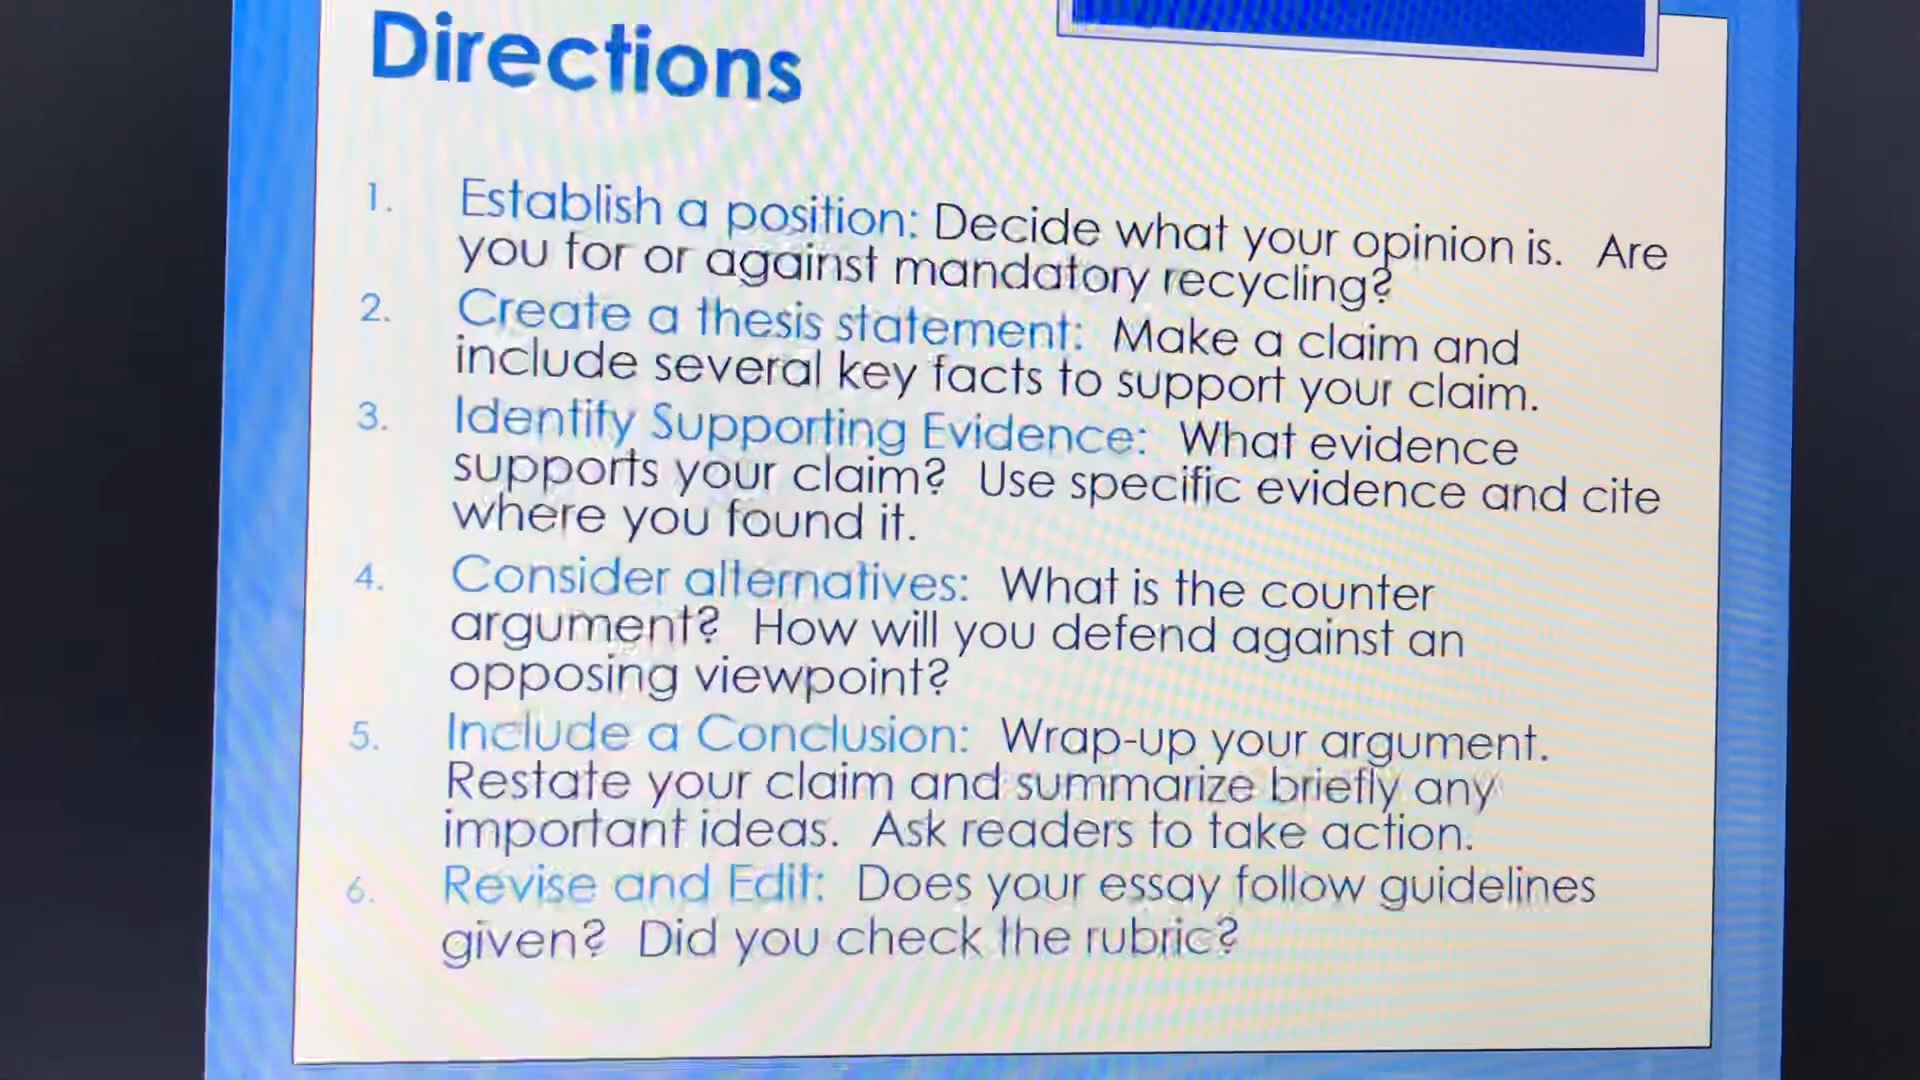 Directions
1. Establish a position: Decide what your opinion is. Are
you for or against mandatory recycling?
2. Create a thesis statement: Make a claim and
include several key facts to support your claim.
3. Identify Supporting Evidence: What evidence
supports your claim? Use specific evidence and cite
where you found it.
4. Consider alternatives: What is the counter
argument? How will you defend against an
opposing viewpoint?
5. Include a Conclusion: Wrap-up your argument.
Restate your claim and summarize briefly any
important ideas. Ask readers to take action.
6. Revise and Edit: Does your essay follow guidelines
given? Did you check the rubric?